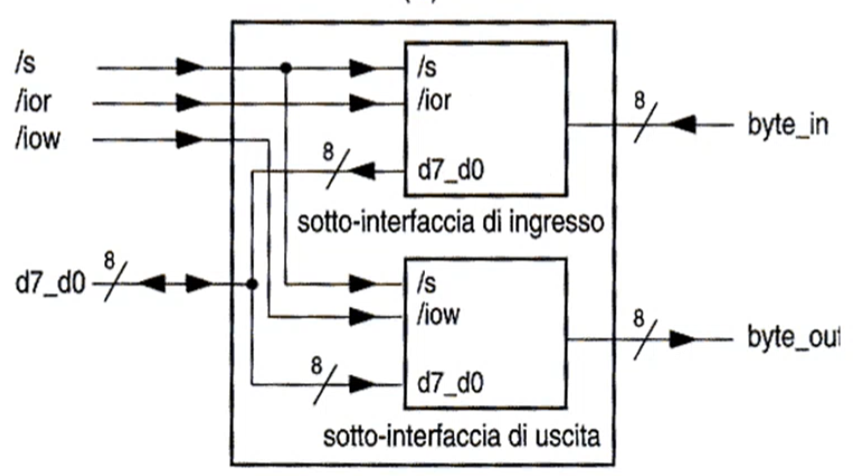 /s
/ior
/iow
/s
/ior
8
d7_d0
8
byte_in
sotto-interfaccia di ingresso
8
d7_d0
/s
/iow
8
d7_d0
8
byte_ou
sotto-interfaccia di uscita